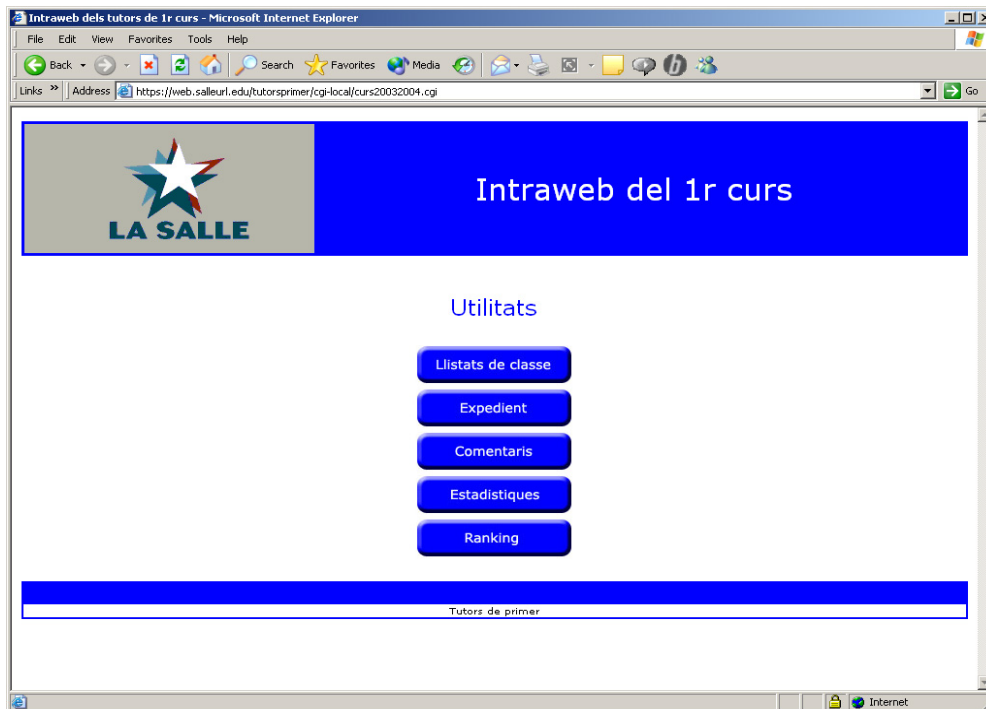 Intraweb dels tutors de 1r curs - Microsoft Internet Explorer
File Edit View Favorites Tools Help
Back Search Favorites Media
Links » Address https://web.salleurl.edu/tutorsprimer/cgi-local/curs20032004.cgi Go
LA SALLE
Intraweb del 1r curs
Utilitats
Llistats de classe
Expedient
Comentaris
Estadistiques
Ranking
Tutors de primer
Internet